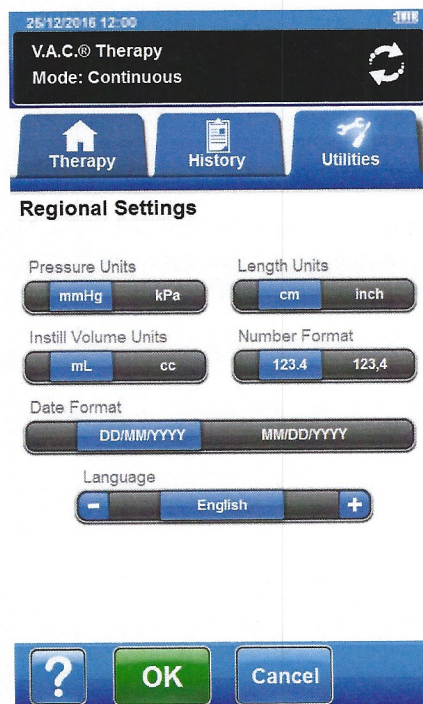 25/12/2016 12:00
V.A.C.® Therapy
Mode: Continuous
Therapy History Utilities
Regional Settings
Pressure Units Length Units
mmHg kPa cm inch
Instill Volume Units Number Format
mL cc 123.4 123,4
Date Format
DD/MM/YYYY MM/DD/YYYY
Language
- English +
? OK Cancel